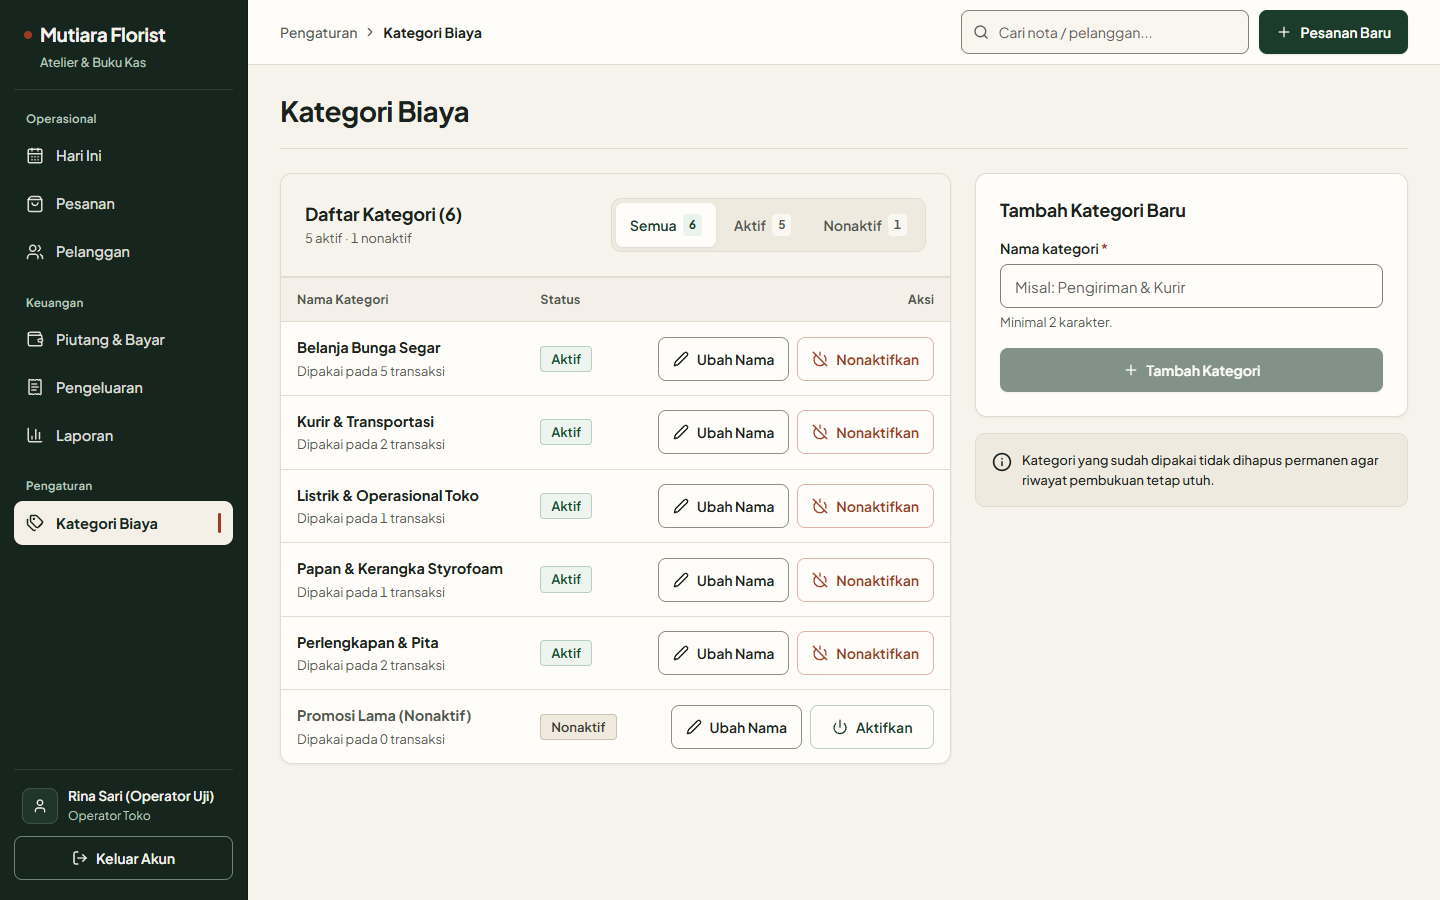 Mutiara Florist
Atelier & Buku Kas
Operasional
Hari Ini
Pesanan
Pelanggan
Keuangan
Piutang & Bayar
Pengeluaran
Laporan
Pengaturan
Kategori Biaya
Rina Sari (Operator Uji)
Operator Toko
Keluar Akun
Pengaturan > Kategori Biaya
Cari nota / pelanggan...
Pesanan Baru
Kategori Biaya
Daftar Kategori (6)
5 aktif · 1 nonaktif
Semua 6 Aktif 5 Nonaktif 1
Nama Kategori Status Aksi
Belanja Bunga Segar
Dipakai pada 5 transaksi
Aktif Ubah Nama Nonaktifkan
Kurir & Transportasi
Dipakai pada 2 transaksi
Aktif Ubah Nama Nonaktifkan
Listrik & Operasional Toko
Dipakai pada 1 transaksi
Aktif Ubah Nama Nonaktifkan
Papan & Kerangka Styrofoam
Dipakai pada 1 transaksi
Aktif Ubah Nama Nonaktifkan
Perlengkapan & Pita
Dipakai pada 2 transaksi
Aktif Ubah Nama Nonaktifkan
Promosi Lama (Nonaktif)
Dipakai pada 0 transaksi
Nonaktif Ubah Nama Aktifkan
Tambah Kategori Baru
Nama kategori *
Misal: Pengiriman & Kurir
Minimal 2 karakter.
Tambah Kategori
Kategori yang sudah dipakai tidak dihapus permanen agar
riwayat pembukuan tetap utuh.